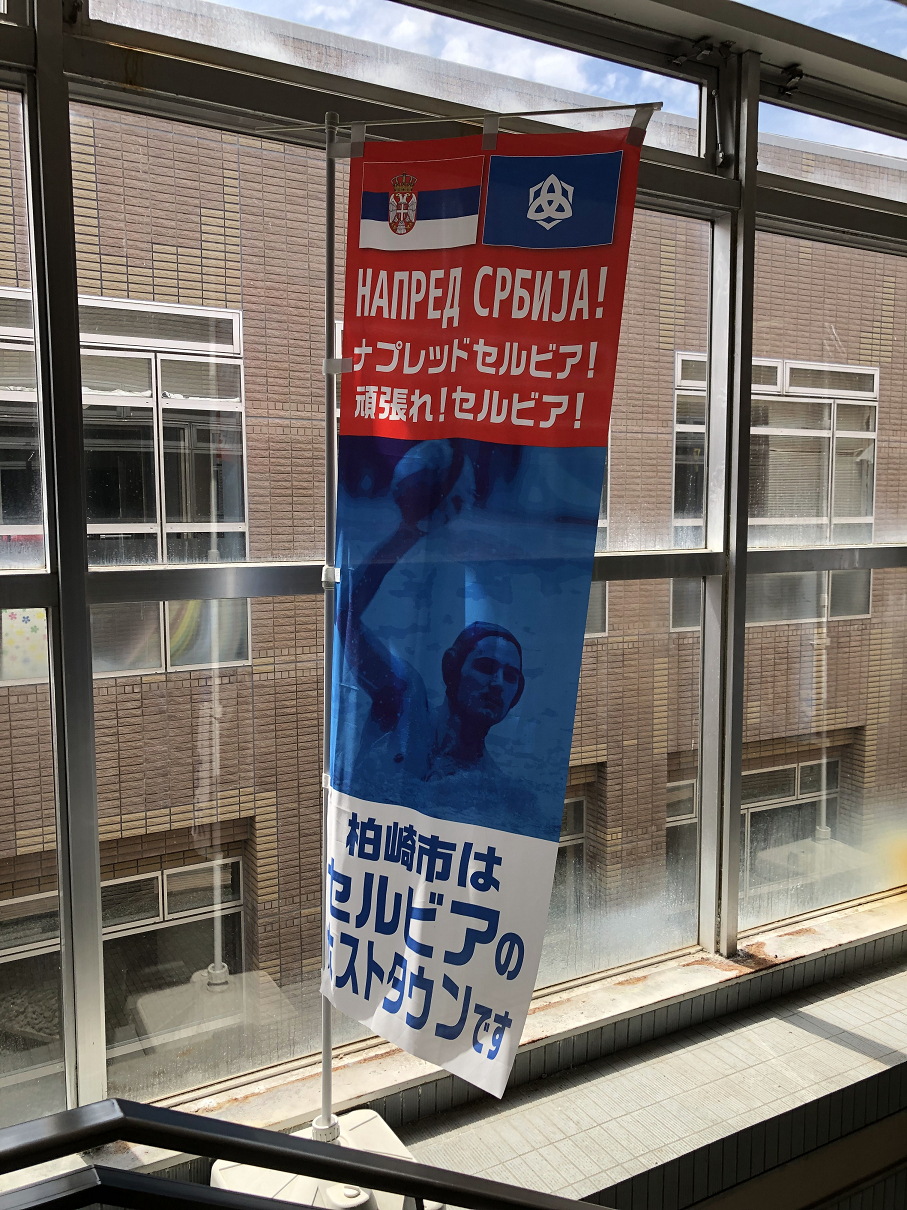 НАПРЕД СРБИЈА!
ナプレッドセルビア!
頑張れ!セルビア!
柏崎市は
セルビアの
ホストタウンです